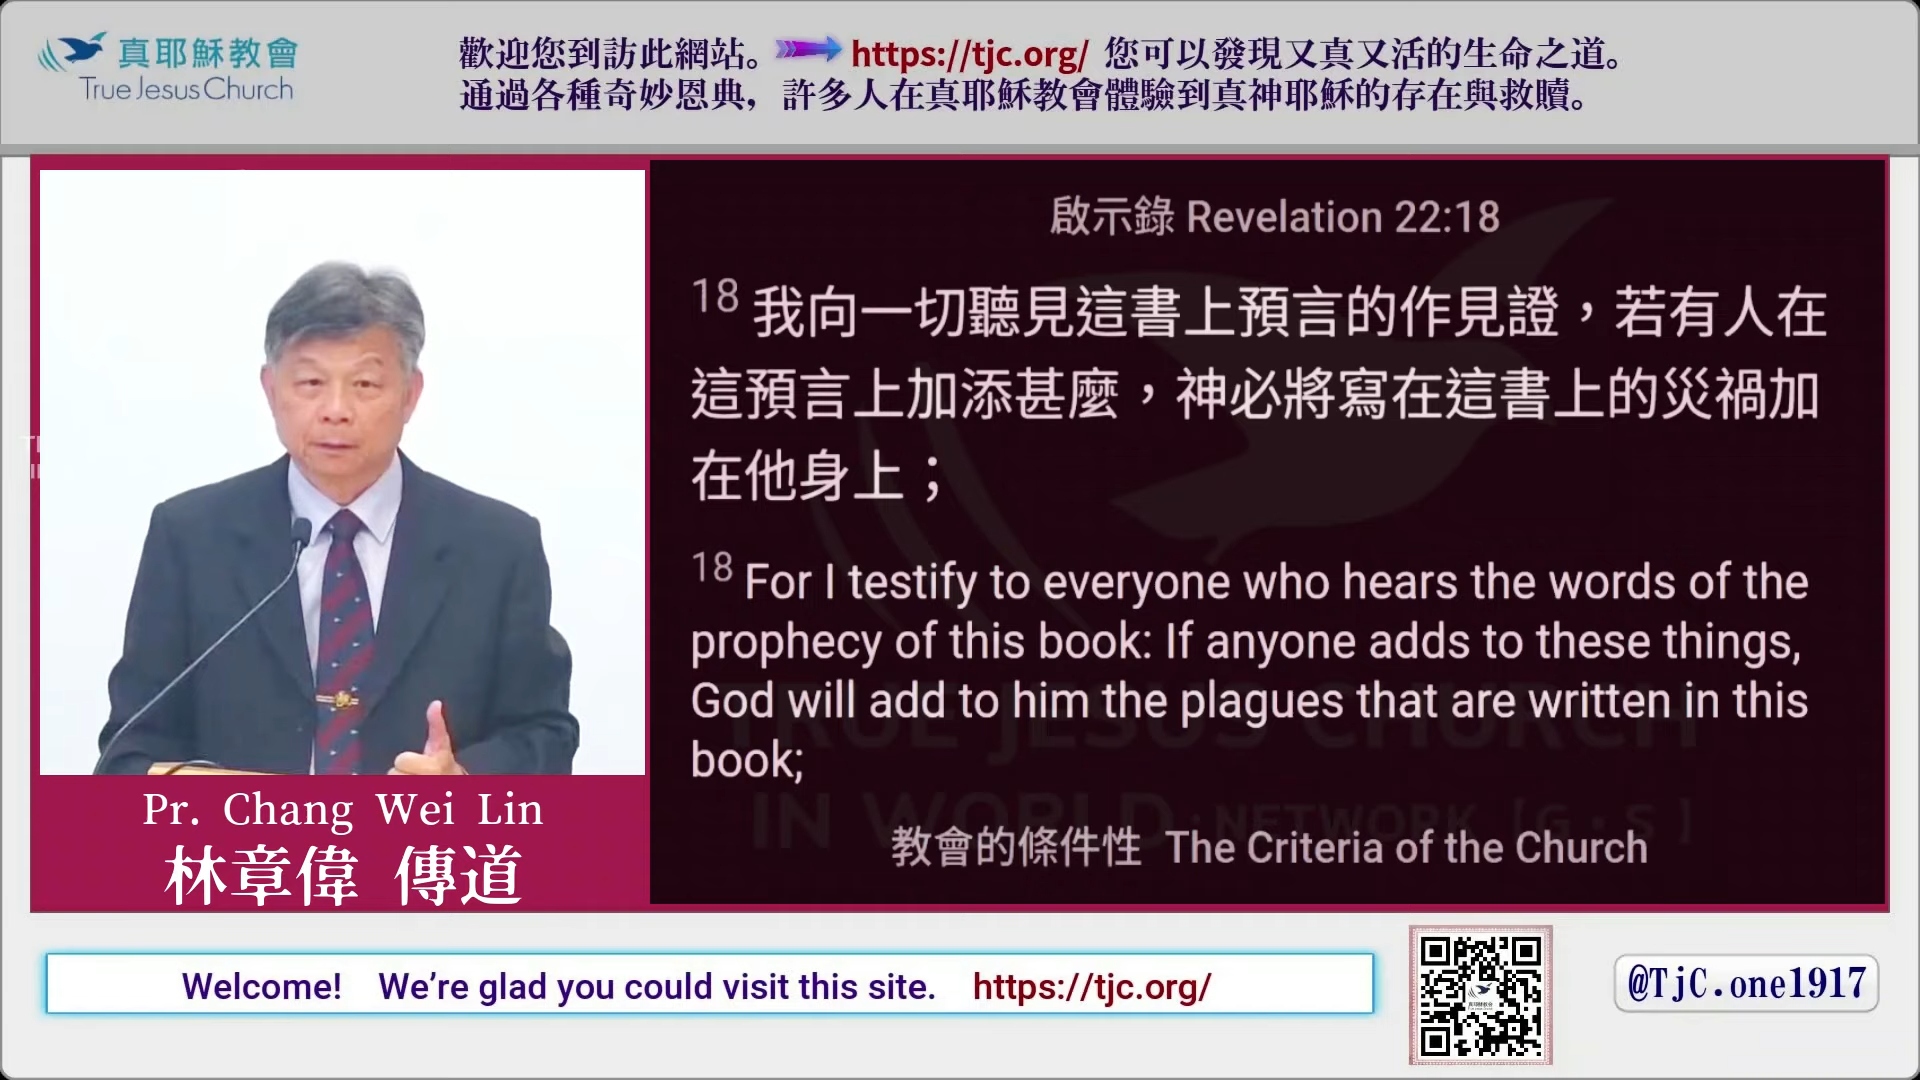 真耶穌教會
True Jesus Church
歡迎您到訪此網站。 https://tjc.org/ 您可以發現又真又活的生命之道。
通過各種奇妙恩典，許多人在真耶穌教會體驗到真神耶穌的存在與救贖。
啟示錄 Revelation 22:18
18 我向一切聽見這書上預言的作見證，若有人在
這預言上加添甚麼，神必將寫在這書上的災禍加
在他身上；
18 For I testify to everyone who hears the words of the
prophecy of this book: If anyone adds to these things,
God will add to him the plagues that are written in this
book;
TRUE JESUS CHURCH
IN WORLD · NETWORK [G · S]
教會的條件性 The Criteria of the Church
Pr. Chang Wei Lin
林章偉 傳道
Welcome! We’re glad you could visit this site. https://tjc.org/
@TjC.one1917